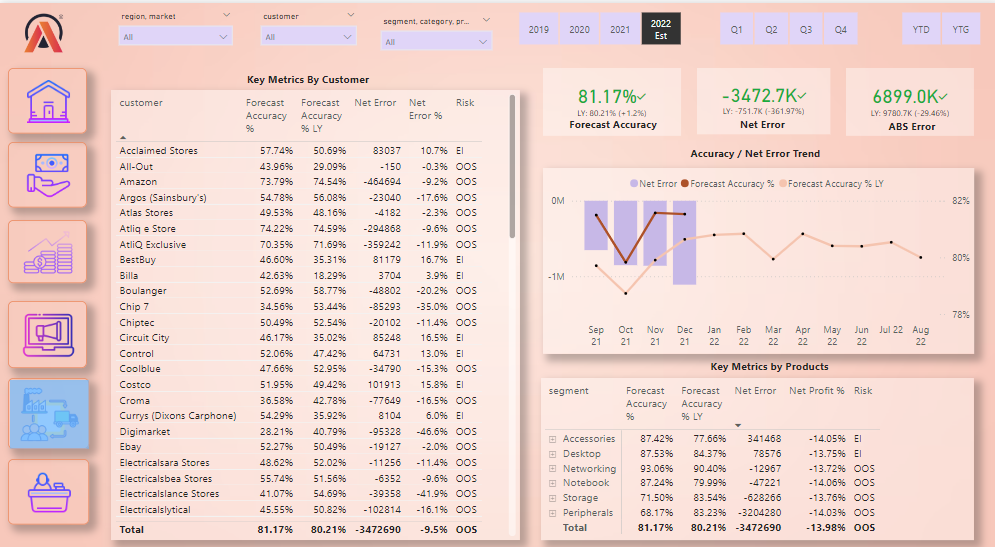 region, market
All
customer
All
segment, category, pr...
All
2019 2020 2021 2022 Est
Q1 Q2 Q3 Q4
YTD YTG
Key Metrics By Customer
customer Forecast Accuracy % Forecast Accuracy % LY Net Error Net Error % Risk
Acclaimed Stores 57.74% 50.69% 83037 10.7% EI
All-Out 43.96% 29.09% -150 -0.3% OOS
Amazon 73.79% 74.54% -464694 -9.2% OOS
Argos (Sainsbury's) 54.78% 56.08% -23040 -17.6% OOS
Atlas Stores 49.53% 48.16% -4182 -2.3% OOS
Atliq e Store 74.22% 74.59% -294868 -9.6% OOS
AtliQ Exclusive 70.35% 71.69% -359242 -11.9% OOS
BestBuy 46.60% 35.31% 81179 16.7% EI
Billa 42.63% 18.29% 3704 3.9% EI
Boulanger 52.69% 58.77% -48802 -20.2% OOS
Chip 7 34.56% 53.44% -85293 -35.0% OOS
Chiptec 50.49% 52.54% -20102 -11.4% OOS
Circuit City 46.17% 35.02% 85248 16.5% EI
Control 52.06% 47.42% 64731 13.0% EI
Coolblue 47.66% 52.95% -34790 -15.3% OOS
Costco 51.95% 49.42% 101913 15.8% EI
Croma 36.58% 42.78% -77649 -16.5% OOS
Currys (Dixons Carphone) 54.29% 35.92% 8104 6.0% EI
Digimarket 28.21% 40.79% -95328 -46.6% OOS
Ebay 52.27% 50.49% -19127 -2.0% OOS
Electricalsara Stores 48.62% 52.02% -11256 -11.4% OOS
Electricalsbea Stores 55.74% 51.56% -6352 -9.6% OOS
Electricalslance Stores 41.07% 54.69% -39358 -41.9% OOS
Electricalslytical 45.55% 50.82% -102814 -16.1% OOS
Total 81.17% 80.21% -3472690 -9.5% OOS
81.17%
LY: 80.21% (+1.2%)
Forecast Accuracy
-3472.7K
LY: -751.7K (-361.97%)
Net Error
6899.0K
LY: 9780.7K (-29.46%)
ABS Error
Accuracy / Net Error Trend
Net Error Forecast Accuracy % Forecast Accuracy % LY
0M 82%
80%
-1M
78%
Sep Oct Nov Dec Jan Feb Mar Apr May Jun Jul 22 Aug
21 21 21 21 22 22 22 22 22 22 22
Key Metrics by Products
segment Forecast Accuracy % Forecast Accuracy % LY Net Error Net Profit % Risk
Accessories 87.42% 77.66% 341468 -14.05% EI
Desktop 87.53% 84.37% 78576 -13.75% EI
Networking 93.06% 90.40% -12967 -13.72% OOS
Notebook 87.24% 79.99% -47221 -14.06% OOS
Storage 71.50% 83.54% -628266 -13.76% OOS
Peripherals 68.17% 83.23% -3204280 -14.03% OOS
Total 81.17% 80.21% -3472690 -13.98% OOS